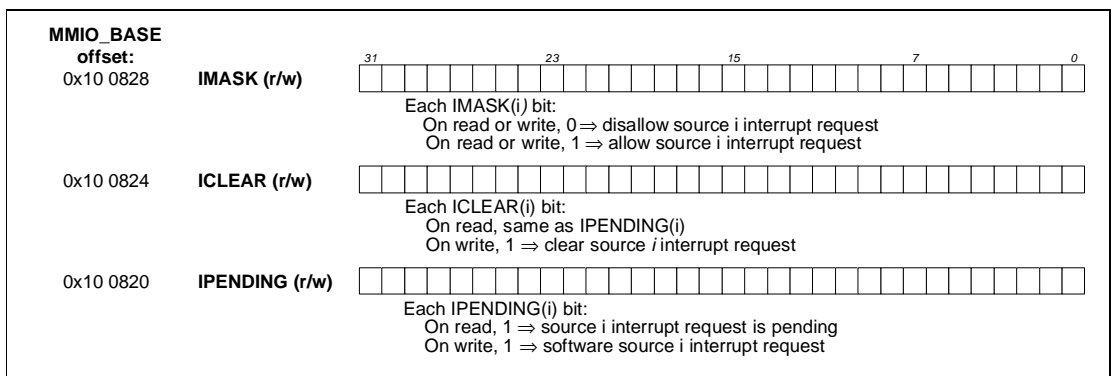 MMIO_BASE
offset:
31 23 15 7 0
0x10 0828 IMASK (r/w)
Each IMASK(i) bit:
On read or write, 0 ⇒ disallow source i interrupt request
On read or write, 1 ⇒ allow source i interrupt request
0x10 0824 ICLEAR (r/w)
Each ICLEAR(i) bit:
On read, same as IPENDING(i)
On write, 1 ⇒ clear source i interrupt request
0x10 0820 IPENDING (r/w)
Each IPENDING(i) bit:
On read, 1 ⇒ source i interrupt request is pending
On write, 1 ⇒ software source i interrupt request